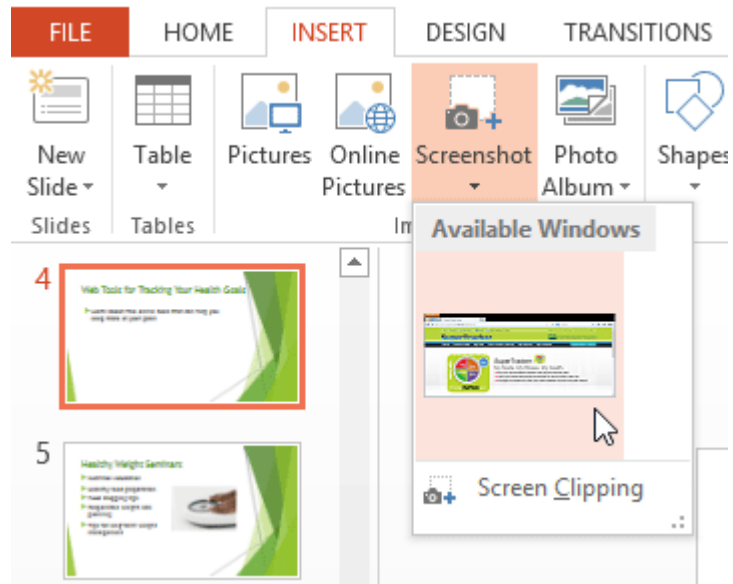 FILE HOME INSERT DESIGN TRANSITIONS
New Slide Table Pictures Online Pictures Screenshot Photo Album Shapes
Slides Tables
Available Windows
4
Web Tools for Tracking Your Health Goals
SuperTracker
5
Healthy Weight Seminars
Screen Clipping